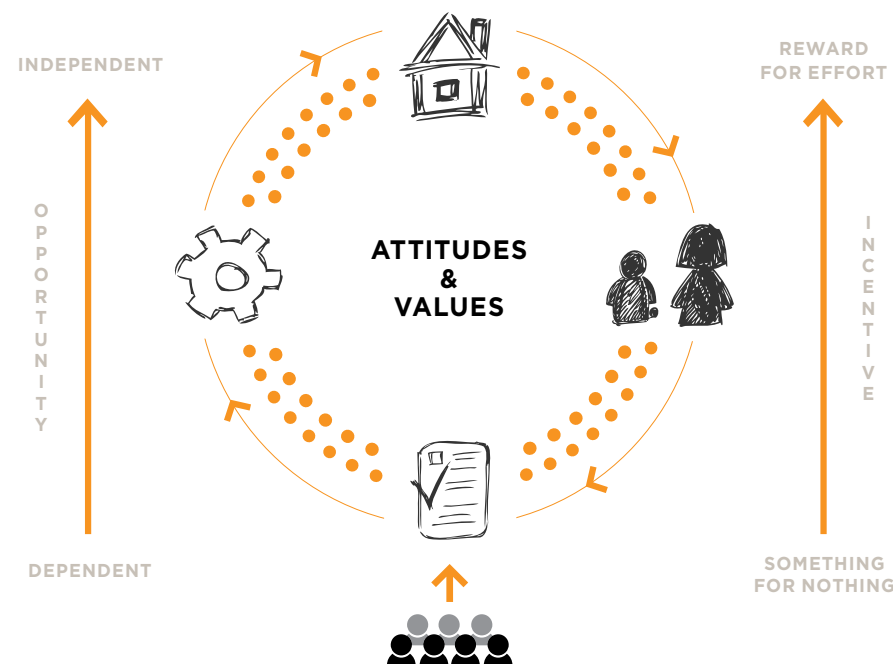 INDEPENDENT
REWARD
FOR EFFORT
OPPORTUNITY
ATTITUDES
&
VALUES
INCENTIVE
DEPENDENT
SOMETHING
FOR NOTHING